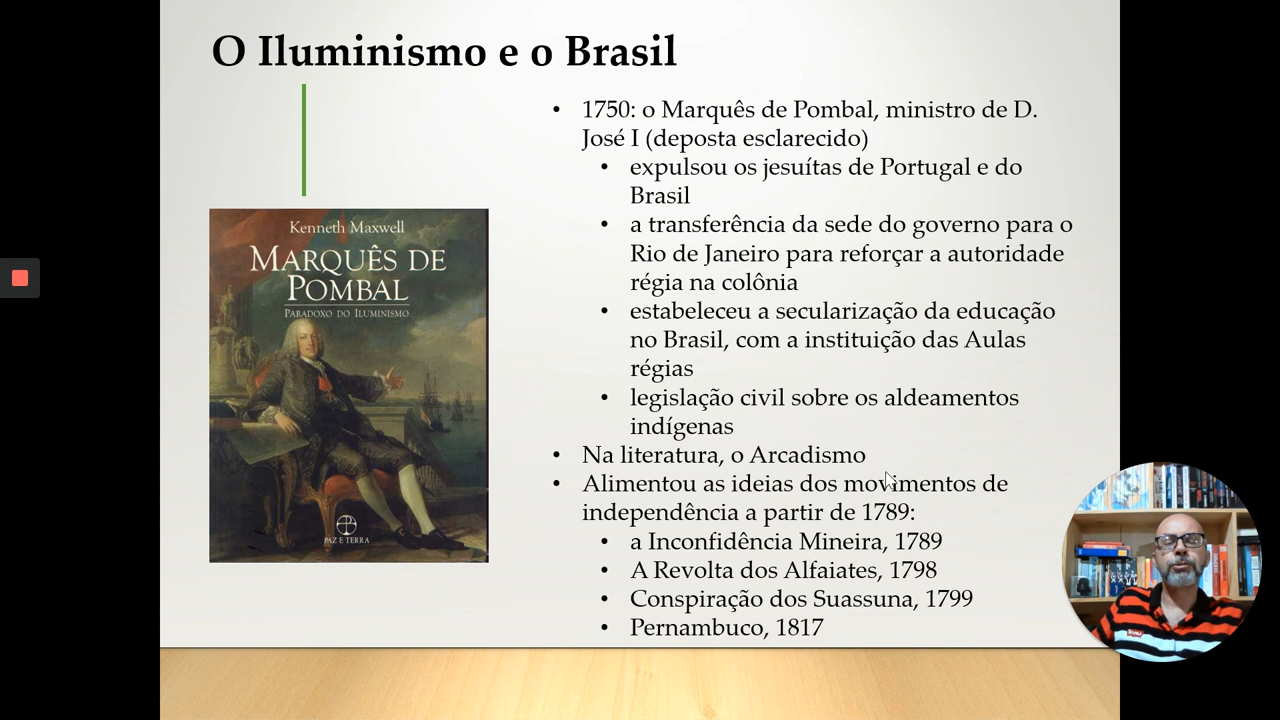 O Iluminismo e o Brasil
Kenneth Maxwell
MARQUÊS DE
POMBAL
PARADOXO DO ILUMINISMO
PAZ E TERRA
• 1750: o Marquês de Pombal, ministro de D.
José I (deposta esclarecido)
• expulsou os jesuítas de Portugal e do
Brasil
• a transferência da sede do governo para o
Rio de Janeiro para reforçar a autoridade
régia na colônia
• estabeleceu a secularização da educação
no Brasil, com a instituição das Aulas
régias
• legislação civil sobre os aldeamentos
indígenas
• Na literatura, o Arcadismo
• Alimentou as ideias dos movimentos de
independência a partir de 1789:
• a Inconfidência Mineira, 1789
• A Revolta dos Alfaiates, 1798
• Conspiração dos Suassuna, 1799
• Pernambuco, 1817